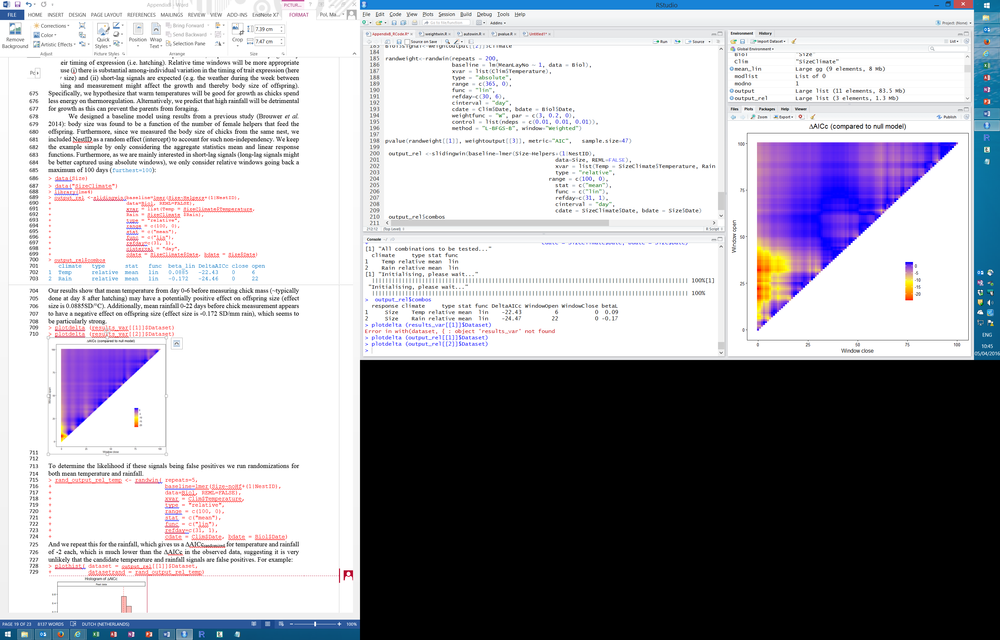 AppendixB - Word
PICTUR...
FILE HOME INSERT DESIGN PAGE LAYOUT REFERENCES MAILINGS REVIEW VIEW ADD-INS EndNote X7 FORMAT Pol, Ma...
Remove Background
Corrections
Color
Artistic Effects
Adjust
Quick Styles
Picture Styles
Position
Wrap Text
Bring Forward
Send Backward
Selection Pane
Arrange
Crop
7.39 cm
7.47 cm
Size
eir timing of expression (i.e. hatching). Relative time windows will be more appropriate
use (i) there is substantial among-individual variation in the timing of trait expression (here
size) and (ii) short-lag signals are expected (e.g. the weather during the week between
hing and measurement might affect the growth and thereby body size of offspring).
675 Specifically, we hypothesize that warm temperatures will be good for growth as chicks spend
676 less energy on thermoregulation. Alternatively, we predict that high rainfall will be detrimental
677 for growth as this can prevent the parents from foraging.
678 We designed a baseline model using results from a previous study (Brouwer et al.
679 2014): body size was found to be a function of the number of female helpers that feed the
680 offspring. Furthermore, since we measured the body size of chicks from the same nest, we
681 included NestID as a random effect (intercept) to account for such non-independency. We keep
682 the example simple by only considering the aggregate statistics mean and linear response
683 functions. Furthermore, as we are mainly interested in short-lag signals (long-lag signals might
684 be better captured using absolute windows), we only consider relative windows going back a
685 maximum of 100 days (furthest=100):
686 > data(Size)
687 > data("SizeClimate")
688 > library(lme4)
689 > output_rel <-slidingwin(baseline=lmer(Size~Helpers+(1|NestID),
690 + data=Biol, REML=FALSE),
691 + xvar = list(Temp = SizeClimate$Temperature,
692 + Rain = SizeClimate $Rain),
693 + type = "relative",
694 + range = c(100, 0),
695 + stat = c("mean"),
696 + func = c("lin"),
697 + refday=c(31, 1),
698 + cinterval = "day",
699 + cdate = SizeClimate$Date, bdate = Size$Date)
700 > output_rel$combos
701 climate type stat func beta_lin DeltaAICc close open
702 1 Temp relative mean lin 0.0885 -22.43 0 6
703 2 Rain relative mean lin -0.172 -24.46 0 22
704 Our results show that mean temperature from day 0-6 before measuring chick mass (~typically
705 done at day 8 after hatching) may have a potentially positive effect on offspring size (effect
706 size is 0.0885SD/°C). Additionally, mean rainfall 0-22 days before chick measurement appears
707 to have a negative effect on offspring size (effect size is -0.172 SD/mm rain), which seems to
708 be particularly strong.
709 > plotdelta (results_var[[1]]$Dataset)
710 > plotdelta (results_var[[2]]$Dataset)
ΔAICc (compared to null model)
100
75
50
25
0
Window open
0
-5
-10
-15
-20
0 25 50 75 100
Window close
711
712
713 To determine the likelihood if these signals being false positives we run randomizations for
714 both mean temperature and rainfall.
715 > rand_output_rel_temp <- randwin( repeats=5,
716 + baseline=lmer(Size~noHf+(1|NestID),
717 + data=Biol, REML=FALSE),
718 + xvar = Clim$Temperature,
719 + type = "relative",
720 + range = c(100, 0),
721 + stat = c("mean"),
722 + func = c("lin"),
723 + refday=c(31, 1),
724 + cdate = Clim$Date, bdate = Biol$Date)
725 And we repeat this for the rainfall, which gives us a ΔAICcrandomized for temperature and rainfall
726 of -2 each, which is much lower than the ΔAICc in the observed data, suggesting it is very
727 unlikely that the candidate temperature and rainfall signals are false positives. For example:
728 > plothist( dataset = output_rel[[1]]$Dataset,
729 + datasetrand = rand_output_rel_temp)
Histogram of ΔAICc
Real data
0.6
0.4
0.2
PAGE 19 OF 23 8137 WORDS DUTCH (NETHERLANDS) 100%
RStudio
File Edit Code View Plots Session Build Debug Tools Help
Go to file/function Addins
Project: (None)
AppendixB_RCode.R* weightwin.R autowin.R pvalue.R Untitled1*
Source on Save Run Source
183 Biol$signal<-weightoutput[[2]]$Climate
184
185 randweight<-randwin(repeats = 200,
186 baseline = lm(MeanLayNo ~ 1, data = Biol),
187 xvar = list(Clim$Temperature),
188 type = "absolute",
189 range = c(365, 0),
190 func = "lin",
191 refday=c(30, 6),
192 cinterval = "day",
193 cdate = Clim$Date, bdate = Biol$Date,
194 weightfunc = "W", par = c(3, 0.2, 0),
195 control = list(ndeps = c(0.01, 0.01, 0.01)),
196 method = "L-BFGS-B", window="Weighted")
197
198 pvalue(randweight[[1]], weightoutput[[3]], metric="AIC", sample.size=47)
199
200 output_rel <-slidingwin(baseline=lmer(Size~Helpers+(1|NestID),
201 data=Size, REML=FALSE),
202 xvar = list(Temp = SizeClimate$Temperature, Rain
203 type = "relative",
204 range = c(100, 0),
205 stat = c("mean"),
206 func = c("lin"),
207 refday=c(31, 1),
208 cinterval = "day",
209 cdate = SizeClimate$Date, bdate = Size$Date)
210 output_rel$combos
211
212:12 (Top Level) R Script
Console ~/
+ cdate = SizeClimate$Date, bdate = Size$Date)
[1] "All combinations to be tested..."
climate type stat func
1 Temp relative mean lin
2 Rain relative mean lin
[1] "Initialising, please wait..."
100%[1]
"Initialising, please wait..."
100%
> output_rel$combos
response climate type stat func DeltaAICc WindowOpen WindowClose betaL
1 Size Temp relative mean lin -22.43 6 0 0.09
2 Size Rain relative mean lin -24.47 22 0 -0.17
> plotdelta (results_var[[1]]$Dataset)
Error in with(dataset, { : object 'results_var' not found
> plotdelta (output_rel[[1]]$Dataset)
> plotdelta (output_rel[[2]]$Dataset)
>
Environment History
Import Dataset List
Global Environment
Biol "Size"
Clim "SizeClimate"
mean_lin Large gg (9 elements, 8 Mb)
modlist List of 0
modno 1
output Large list (11 elements, 83.5 Mb)
output_rel Large list (3 elements, 1.3 Mb)
Files Plots Packages Help Viewer
Zoom Export Publish
ΔAICc (compared to null model)
100
75
50
25
0
Window open
0
-5
-10
-15
-20
0 25 50 75 100
Window close
ENG
10:45
05/04/2016